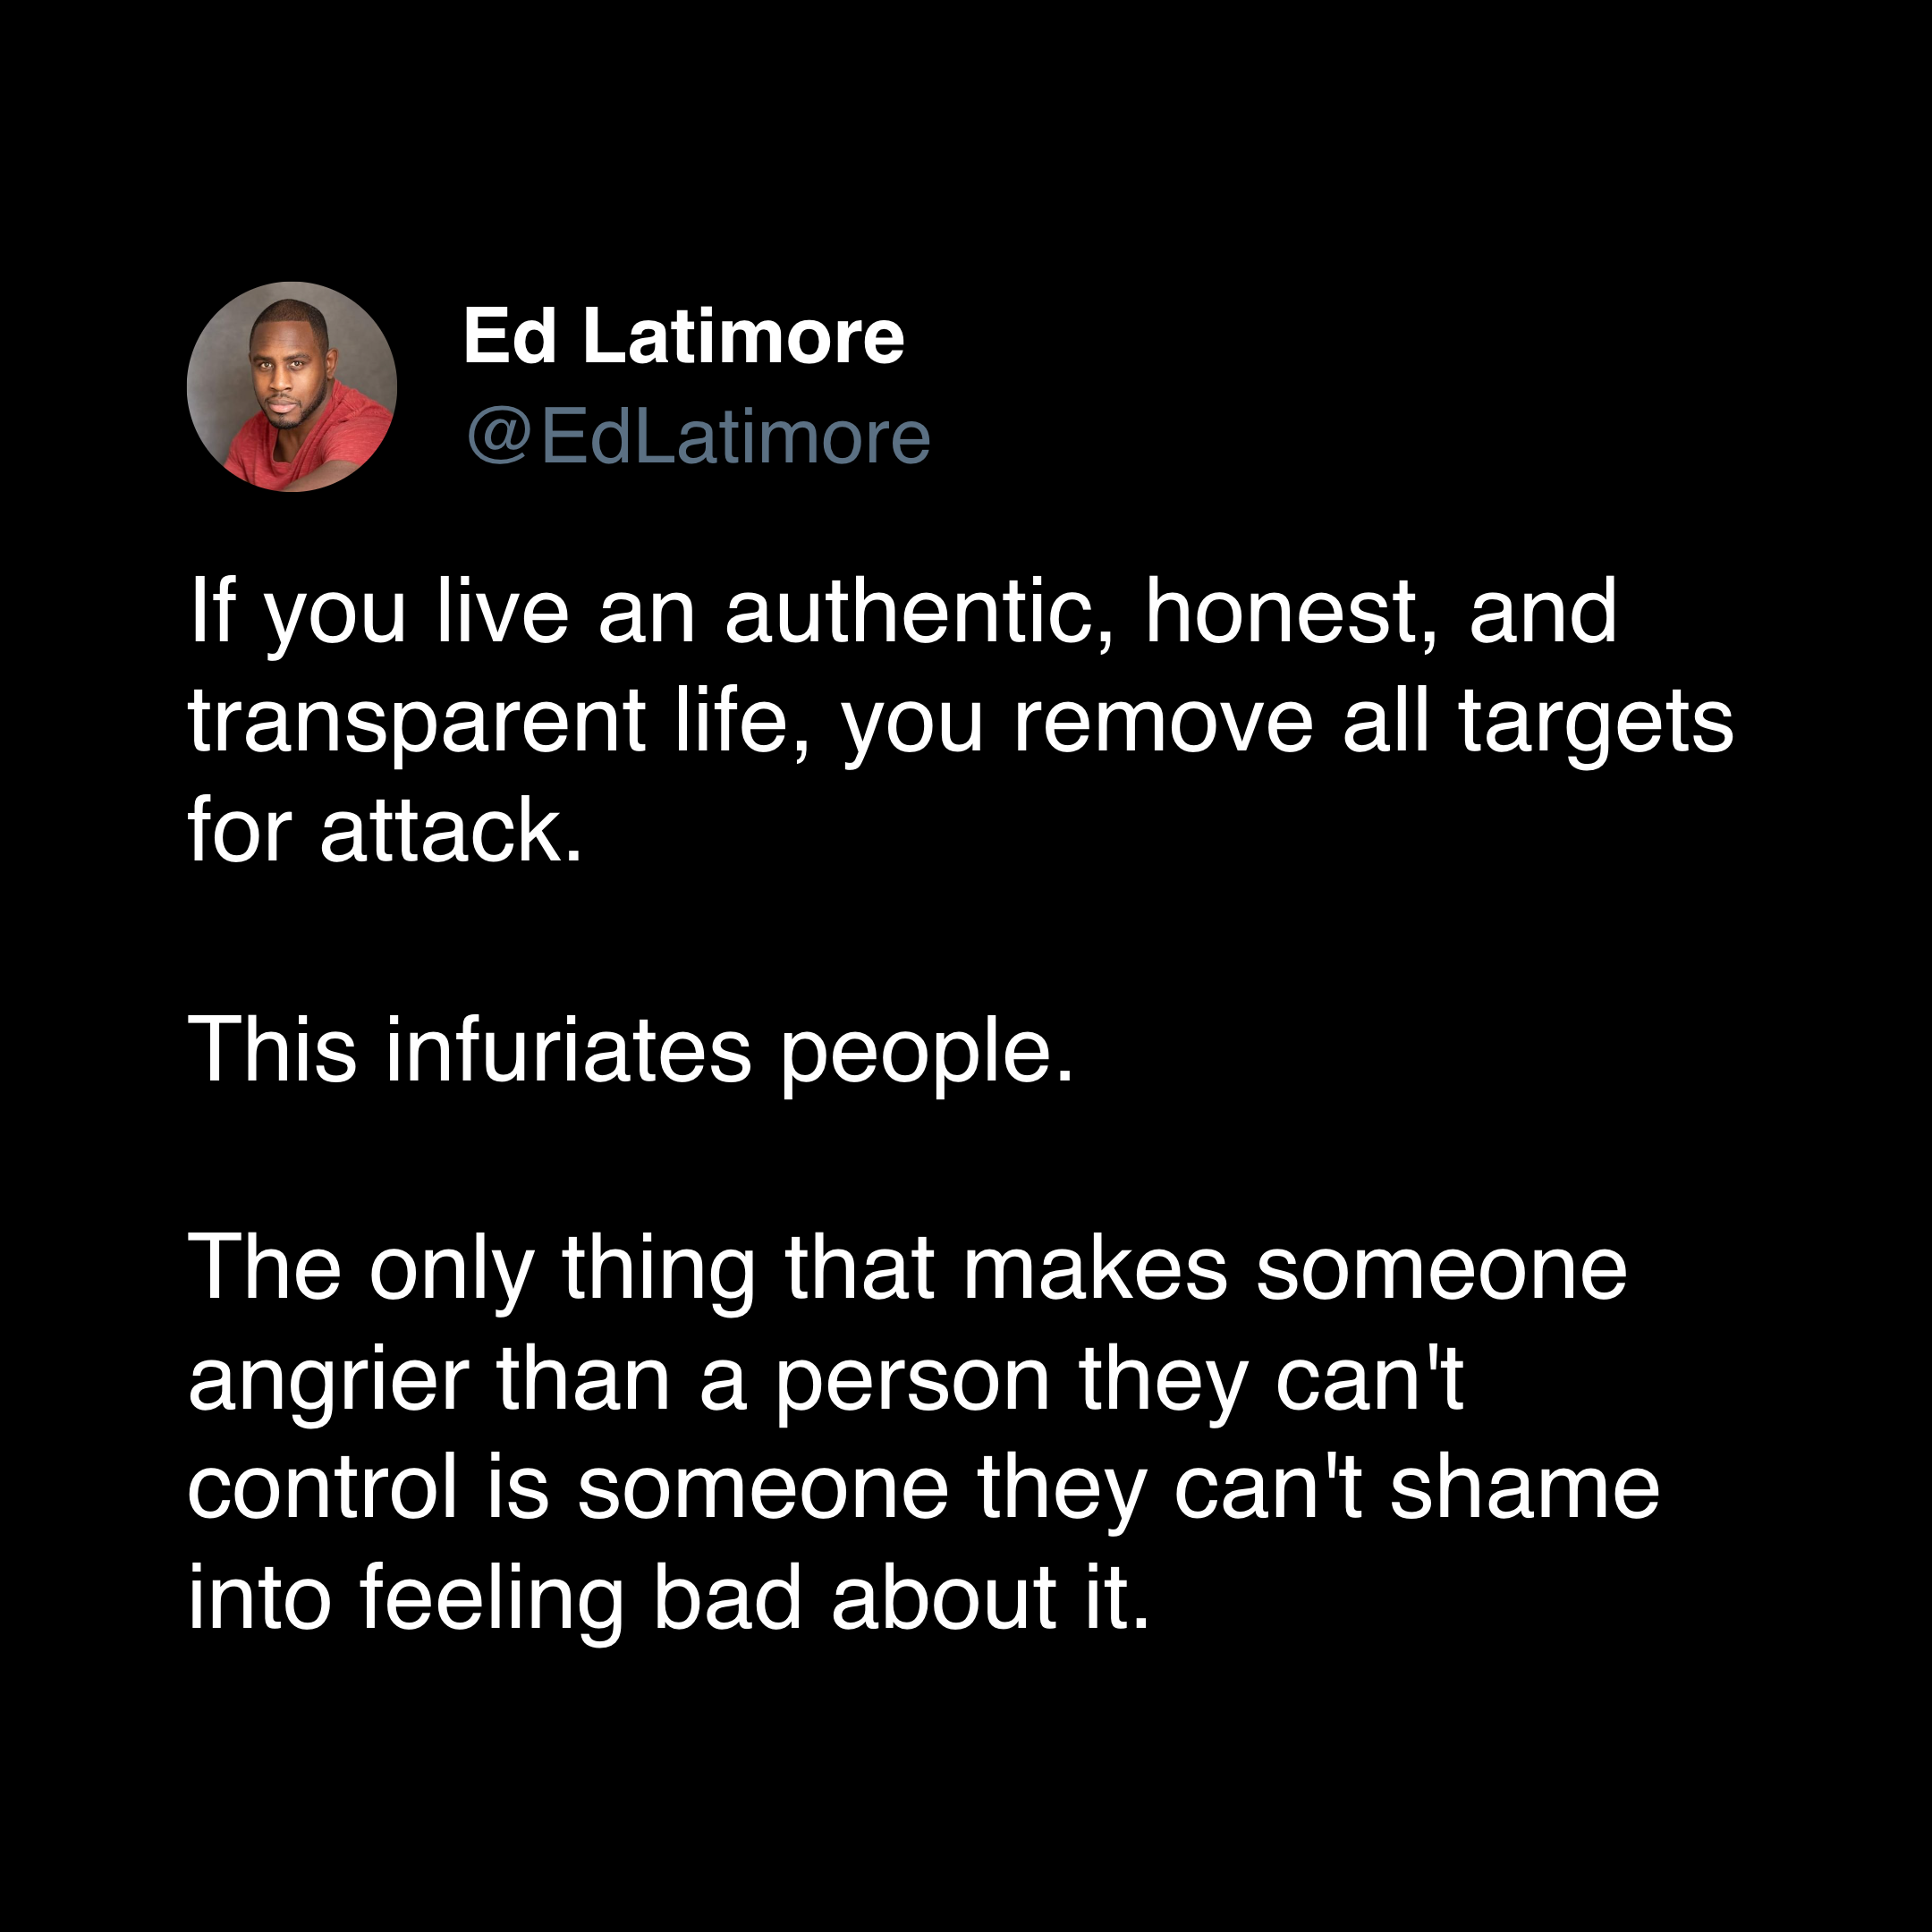 Ed Latimore
@EdLatimore
If you live an authentic, honest, and
transparent life, you remove all targets
for attack.
This infuriates people.
The only thing that makes someone
angrier than a person they can't
control is someone they can't shame
into feeling bad about it.